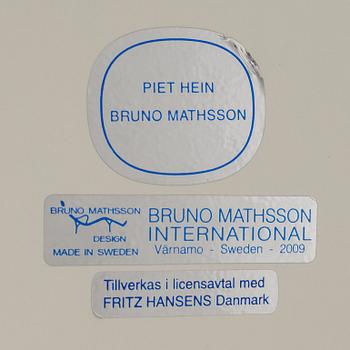 PIET HEIN
BRUNO MATHSSON
BRUNO MATHSSON
DESIGN
MADE IN SWEDEN
BRUNO MATHSSON
INTERNATIONAL
Värnamo - Sweden - 2009
Tillverkas i licensavtal med
FRITZ HANSENS Danmark